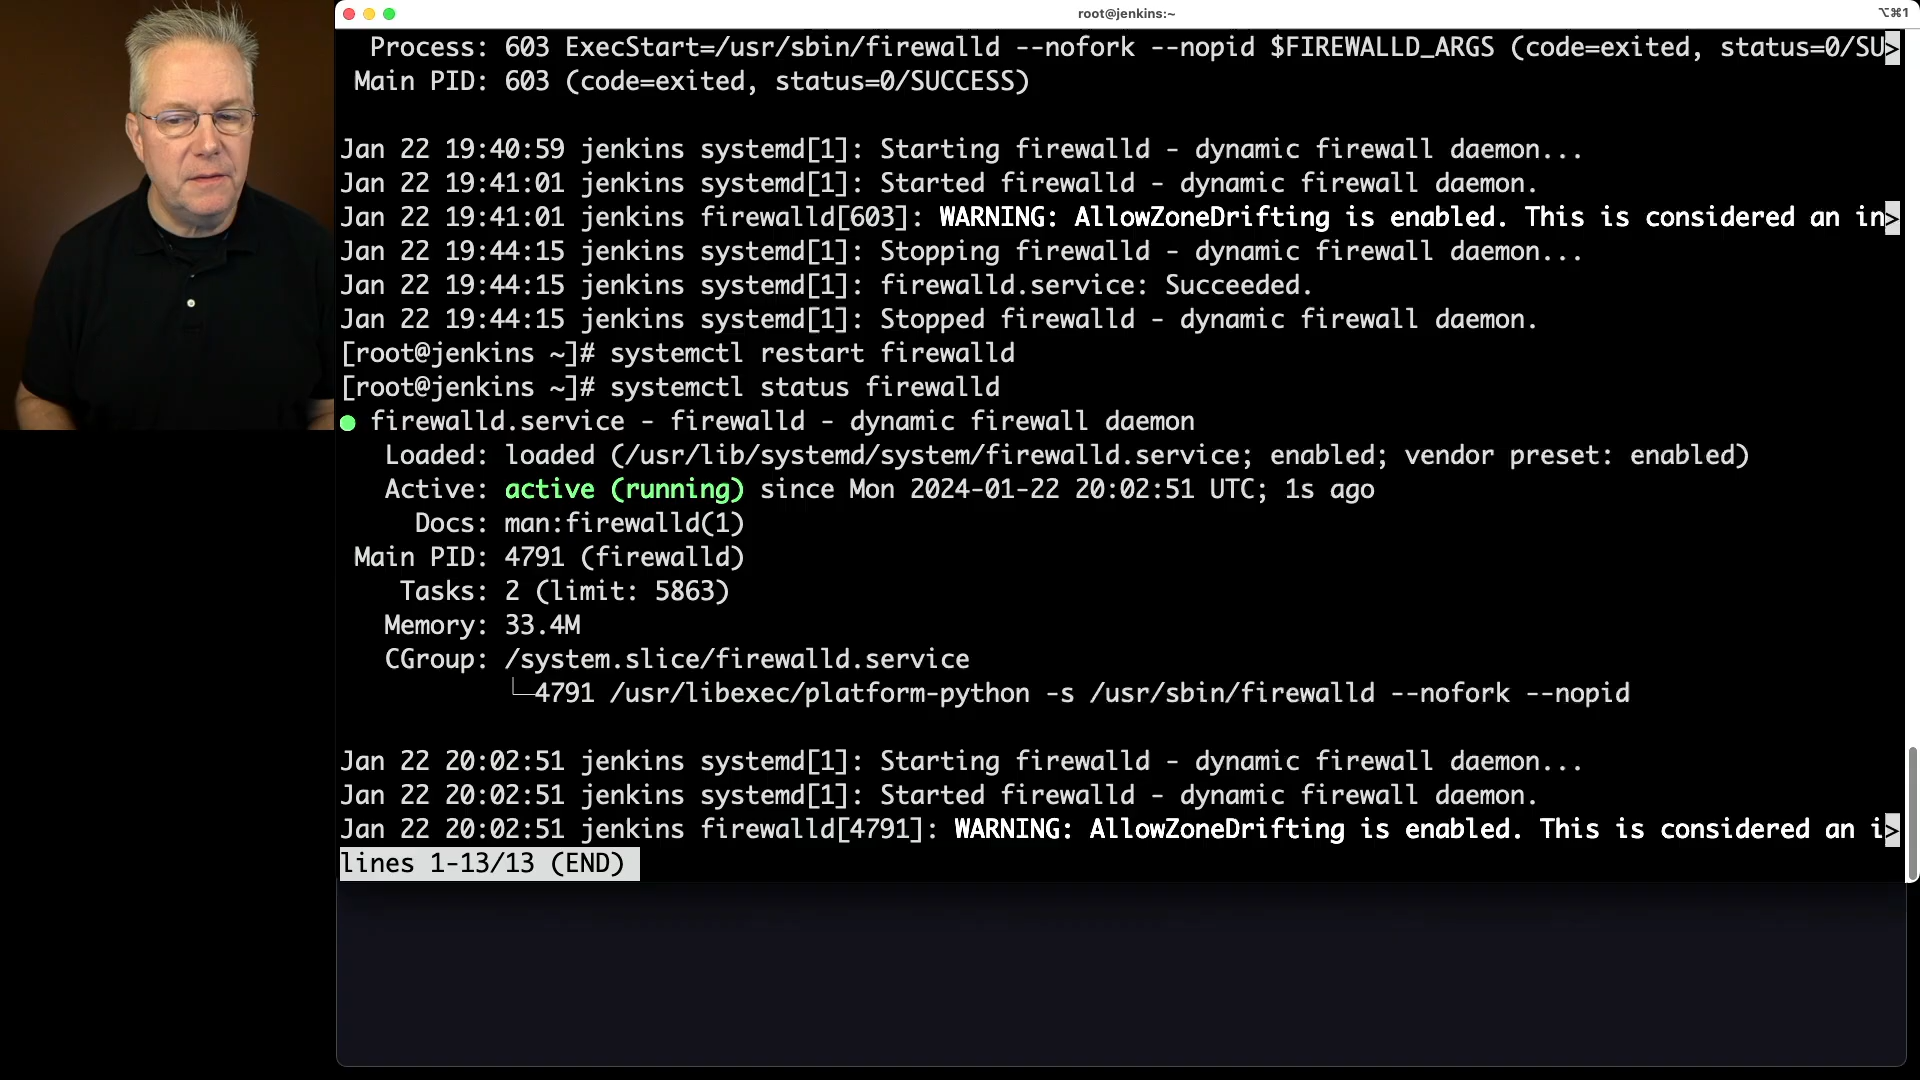 root@jenkins:~
⌥⌘1
Process: 603 ExecStart=/usr/sbin/firewalld --nofork --nopid $FIREWALLD_ARGS (code=exited, status=0/SU>
Main PID: 603 (code=exited, status=0/SUCCESS)
Jan 22 19:40:59 jenkins systemd[1]: Starting firewalld - dynamic firewall daemon...
Jan 22 19:41:01 jenkins systemd[1]: Started firewalld - dynamic firewall daemon.
Jan 22 19:41:01 jenkins firewalld[603]: WARNING: AllowZoneDrifting is enabled. This is considered an in>
Jan 22 19:44:15 jenkins systemd[1]: Stopping firewalld - dynamic firewall daemon...
Jan 22 19:44:15 jenkins systemd[1]: firewalld.service: Succeeded.
Jan 22 19:44:15 jenkins systemd[1]: Stopped firewalld - dynamic firewall daemon.
[root@jenkins ~]# systemctl restart firewalld
[root@jenkins ~]# systemctl status firewalld
● firewalld.service - firewalld - dynamic firewall daemon
Loaded: loaded (/usr/lib/systemd/system/firewalld.service; enabled; vendor preset: enabled)
Active: active (running) since Mon 2024-01-22 20:02:51 UTC; 1s ago
Docs: man:firewalld(1)
Main PID: 4791 (firewalld)
Tasks: 2 (limit: 5863)
Memory: 33.4M
CGroup: /system.slice/firewalld.service
└─4791 /usr/libexec/platform-python -s /usr/sbin/firewalld --nofork --nopid
Jan 22 20:02:51 jenkins systemd[1]: Starting firewalld - dynamic firewall daemon...
Jan 22 20:02:51 jenkins systemd[1]: Started firewalld - dynamic firewall daemon.
Jan 22 20:02:51 jenkins firewalld[4791]: WARNING: AllowZoneDrifting is enabled. This is considered an i>
lines 1-13/13 (END)